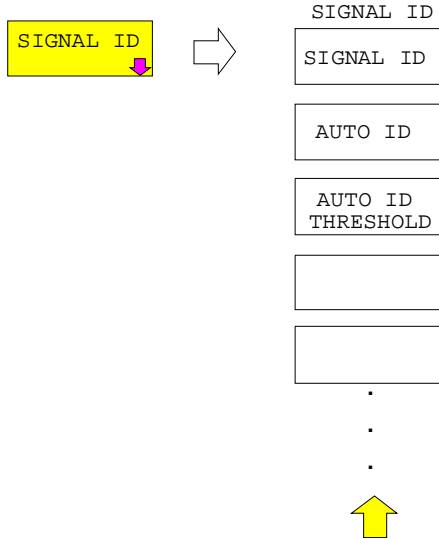 SIGNAL ID
SIGNAL ID
SIGNAL ID
AUTO ID
AUTO ID
THRESHOLD
.
.
.